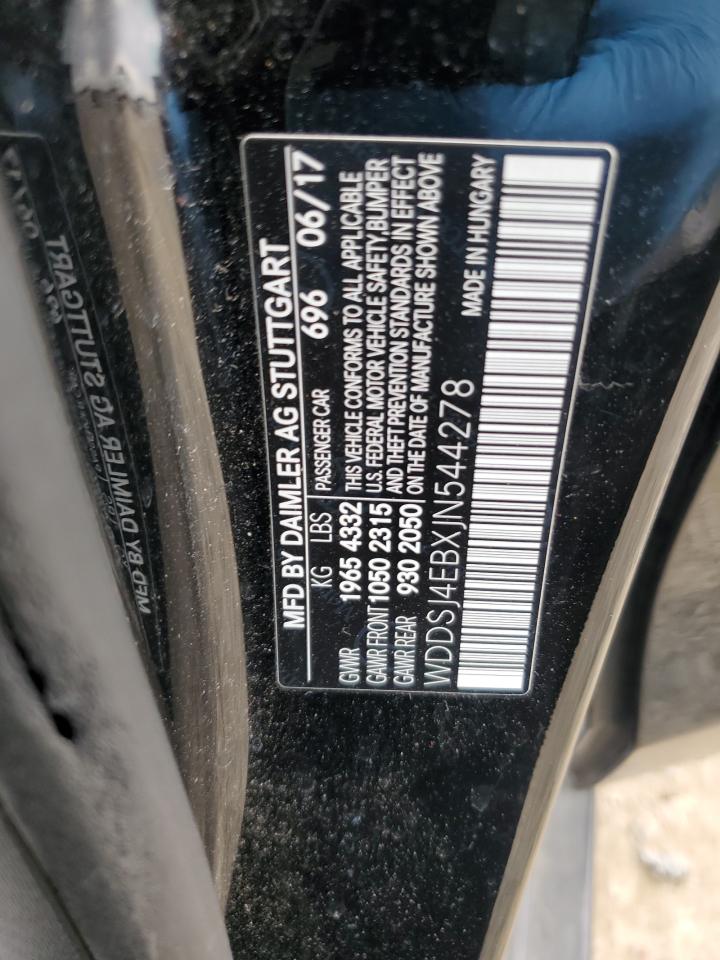 MFD BY DAIMLER AG STUTTGART
696 06/17
KG LBS PASSENGER CAR
GVWR 1965 4332
GAWR FRONT 1050 2315
GAWR REAR 930 2050
THIS VEHICLE CONFORMS TO ALL APPLICABLE
U.S. FEDERAL MOTOR VEHICLE SAFETY,BUMPER
AND THEFT PREVENTION STANDARDS IN EFFECT
ON THE DATE OF MANUFACTURE SHOWN ABOVE
WDDSJ4EBXJN544278
MADE IN HUNGARY
MFD BY DAIMLER AG STUTTGART